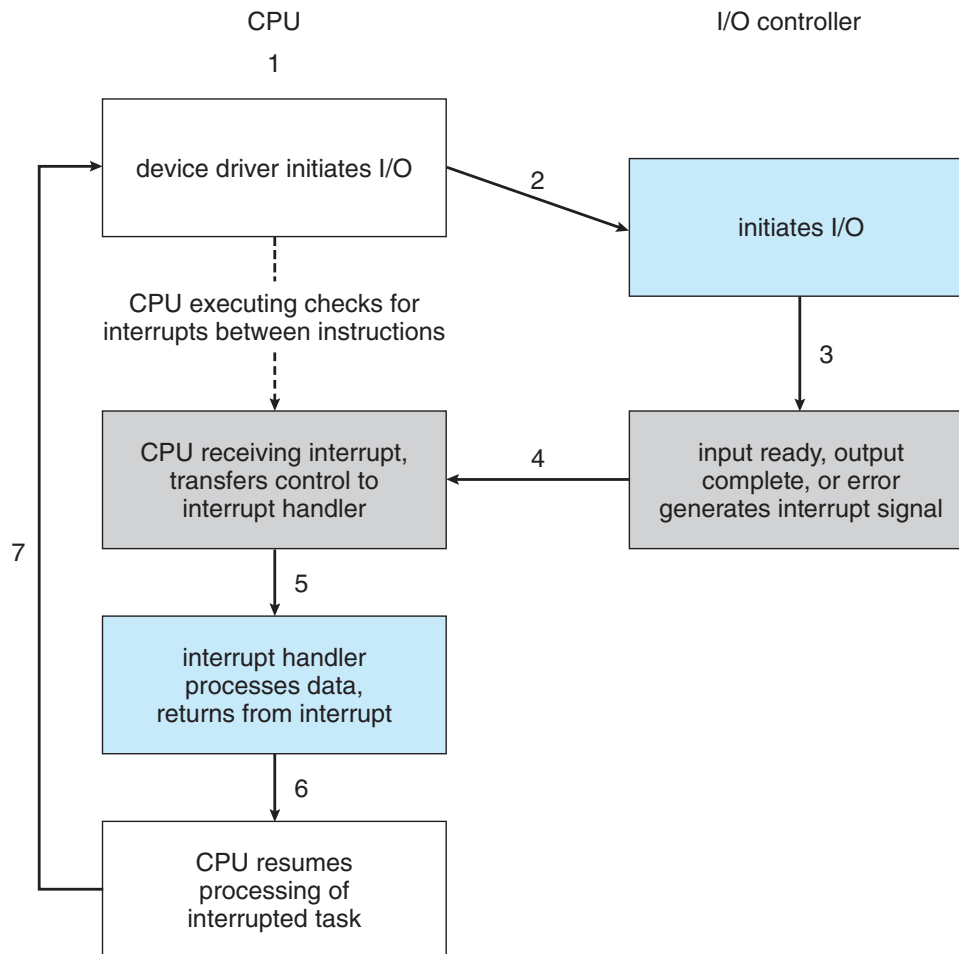 CPU
I/O controller
1
device driver initiates I/O
2
initiates I/O
CPU executing checks for
interrupts between instructions
3
CPU receiving interrupt,
transfers control to
interrupt handler
4
input ready, output
complete, or error
generates interrupt signal
7
5
interrupt handler
processes data,
returns from interrupt
6
CPU resumes
processing of
interrupted task